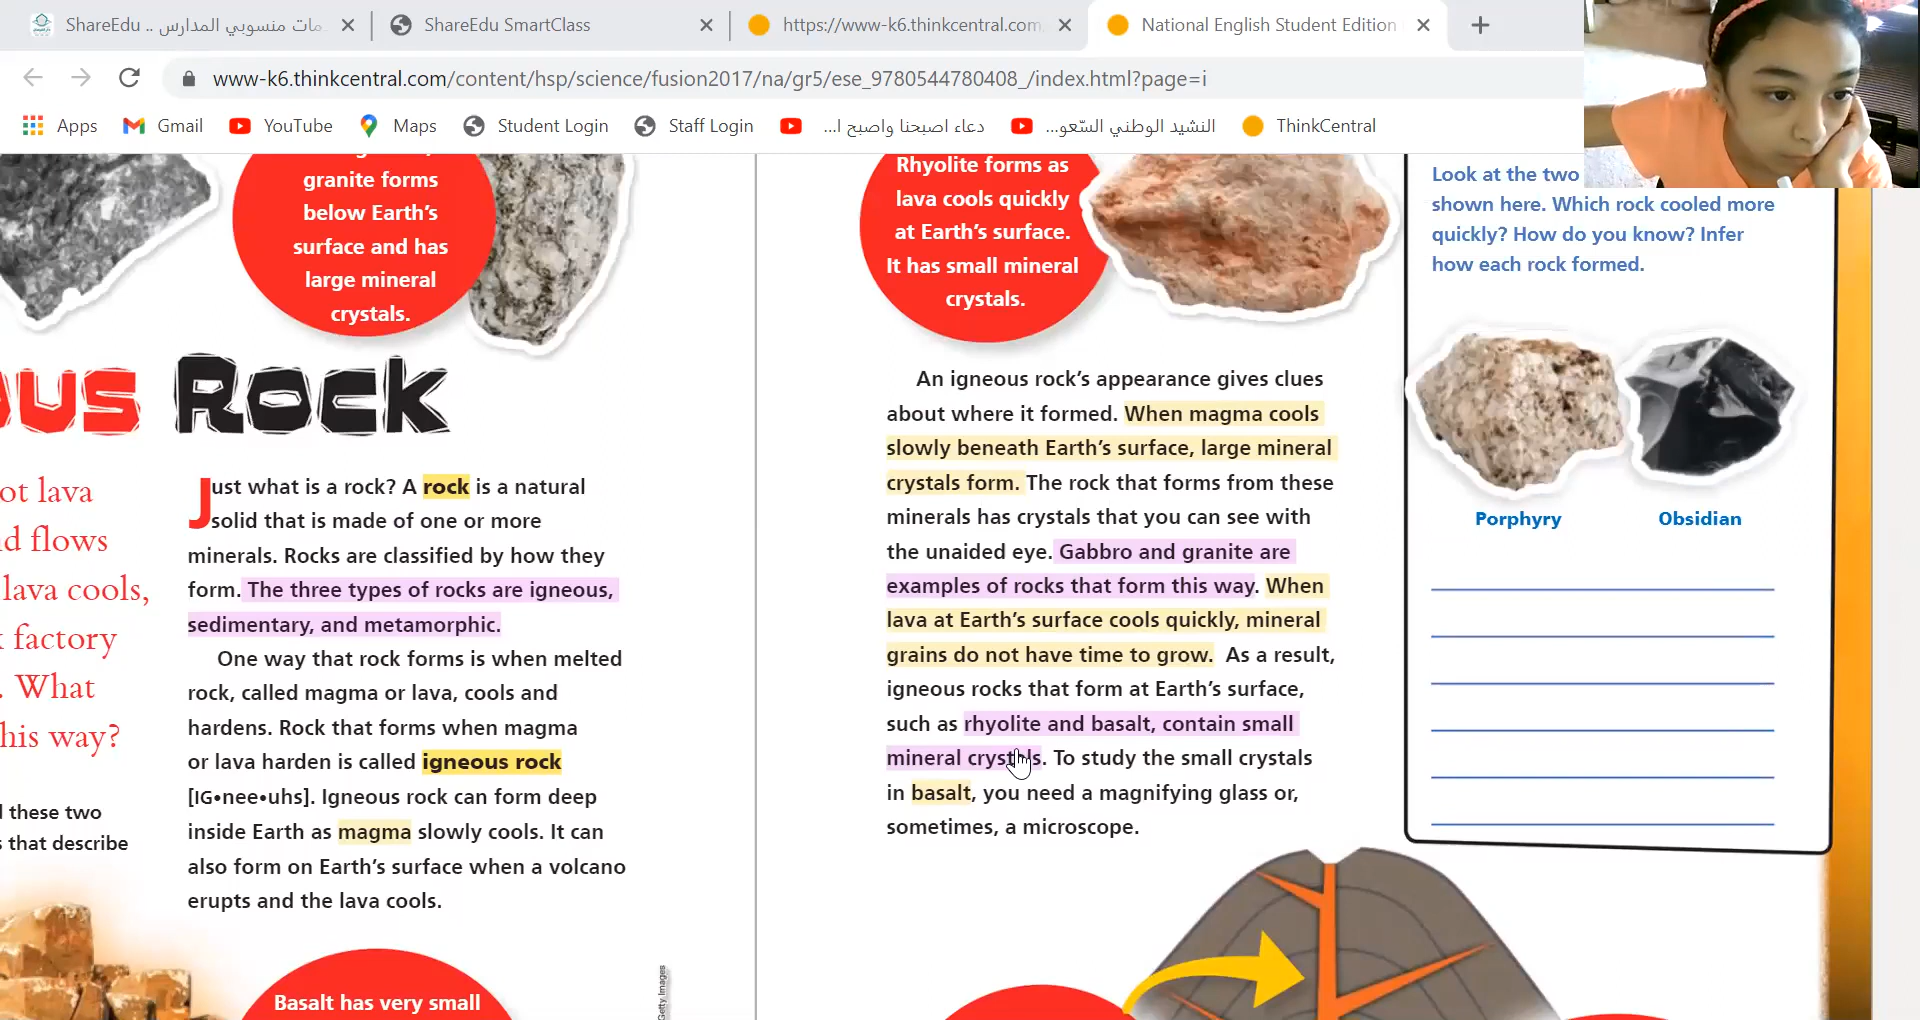 ShareEdu .. مات منسوبي المدارس
ShareEdu SmartClass
https://www-k6.thinkcentral.com
National English Student Edition
www-k6.thinkcentral.com/content/hsp/science/fusion2017/na/gr5/ese_9780544780408_/index.html?page=i
Apps
Gmail
YouTube
Maps
Student Login
Staff Login
دعاء اصبحنا واصبح ا...
النشيد الوطني السّعو...
ThinkCentral
granite forms
below Earth's
surface and has
large mineral
crystals.
Rhyolite forms as
lava cools quickly
at Earth's surface.
It has small mineral
crystals.
Look at the two
shown here. Which rock cooled more
quickly? How do you know? Infer
how each rock formed.
Porphyry
Obsidian
ous Rock
ot lava
d flows
lava cools,
k factory
. What
his way?
Just what is a rock? A rock is a natural
solid that is made of one or more
minerals. Rocks are classified by how they
form. The three types of rocks are igneous,
sedimentary, and metamorphic.
One way that rock forms is when melted
rock, called magma or lava, cools and
hardens. Rock that forms when magma
or lava harden is called igneous rock
[IG•nee•uhs]. Igneous rock can form deep
inside Earth as magma slowly cools. It can
also form on Earth's surface when a volcano
erupts and the lava cools.
these two
s that describe
An igneous rock's appearance gives clues
about where it formed. When magma cools
slowly beneath Earth's surface, large mineral
crystals form. The rock that forms from these
minerals has crystals that you can see with
the unaided eye. Gabbro and granite are
examples of rocks that form this way. When
lava at Earth's surface cools quickly, mineral
grains do not have time to grow. As a result,
igneous rocks that form at Earth's surface,
such as rhyolite and basalt, contain small
mineral crystals. To study the small crystals
in basalt, you need a magnifying glass or,
sometimes, a microscope.
Basalt has very small
Getty Images